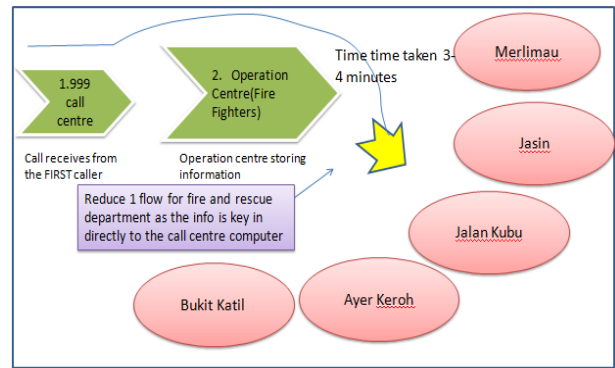 1.999
call
centre
2. Operation
Centre(Fire
Fighters)
Time time taken 3-
4 minutes
Merlimau
Jasin
Jalan Kubu
Ayer Keroh
Bukit Katil
Call receives from
the FIRST caller
Operation centre storing
information
Reduce 1 flow for fire and rescue
department as the info is key in
directly to the call centre computer